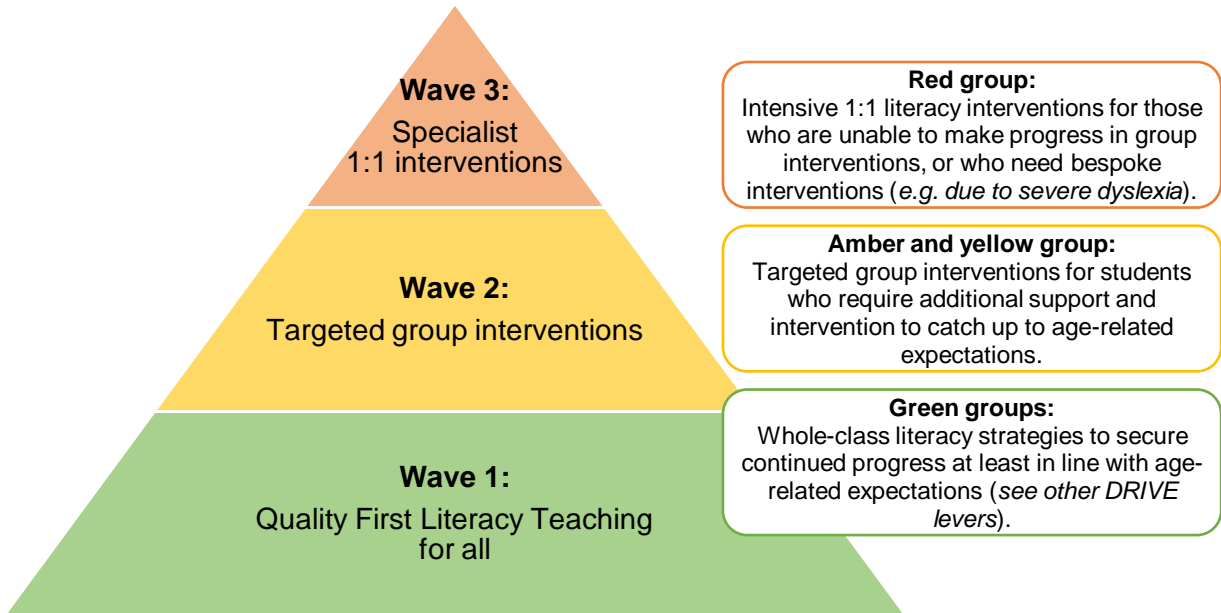 Wave 3:
Specialist
1:1 interventions
Red group:
Intensive 1:1 literacy interventions for those
who are unable to make progress in group
interventions, or who need bespoke
interventions (e.g. due to severe dyslexia).
Wave 2:
Targeted group interventions
Amber and yellow group:
Targeted group interventions for students
who require additional support and
intervention to catch up to age-related
expectations.
Wave 1:
Quality First Literacy Teaching
for all
Green groups:
Whole-class literacy strategies to secure
continued progress at least in line with age-
related expectations (see other DRIVE
levers).